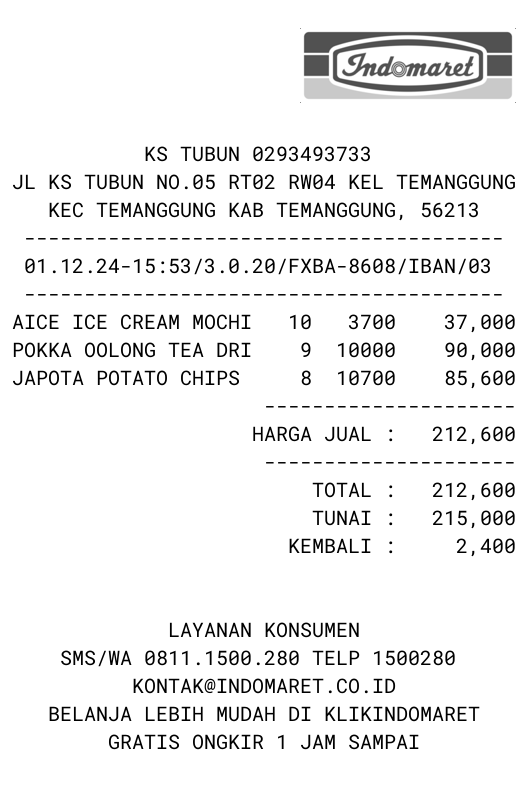 Indomaret
KS TUBUN 0293493733
JL KS TUBUN NO.05 RT02 RW04 KEL TEMANGGUNG
KEC TEMANGGUNG KAB TEMANGGUNG, 56213
----------------------------------------
01.12.24-15:53/3.0.20/FXBA-8608/IBAN/03
----------------------------------------
AICE ICE CREAM MOCHI 10 3700 37,000
POKKA OOLONG TEA DRI 9 10000 90,000
JAPOTA POTATO CHIPS 8 10700 85,600
---------------------
HARGA JUAL : 212,600
---------------------
TOTAL : 212,600
TUNAI : 215,000
KEMBALI : 2,400
LAYANAN KONSUMEN
SMS/WA 0811.1500.280 TELP 1500280
KONTAK@INDOMARET.CO.ID
BELANJA LEBIH MUDAH DI KLIKINDOMARET
GRATIS ONGKIR 1 JAM SAMPAI